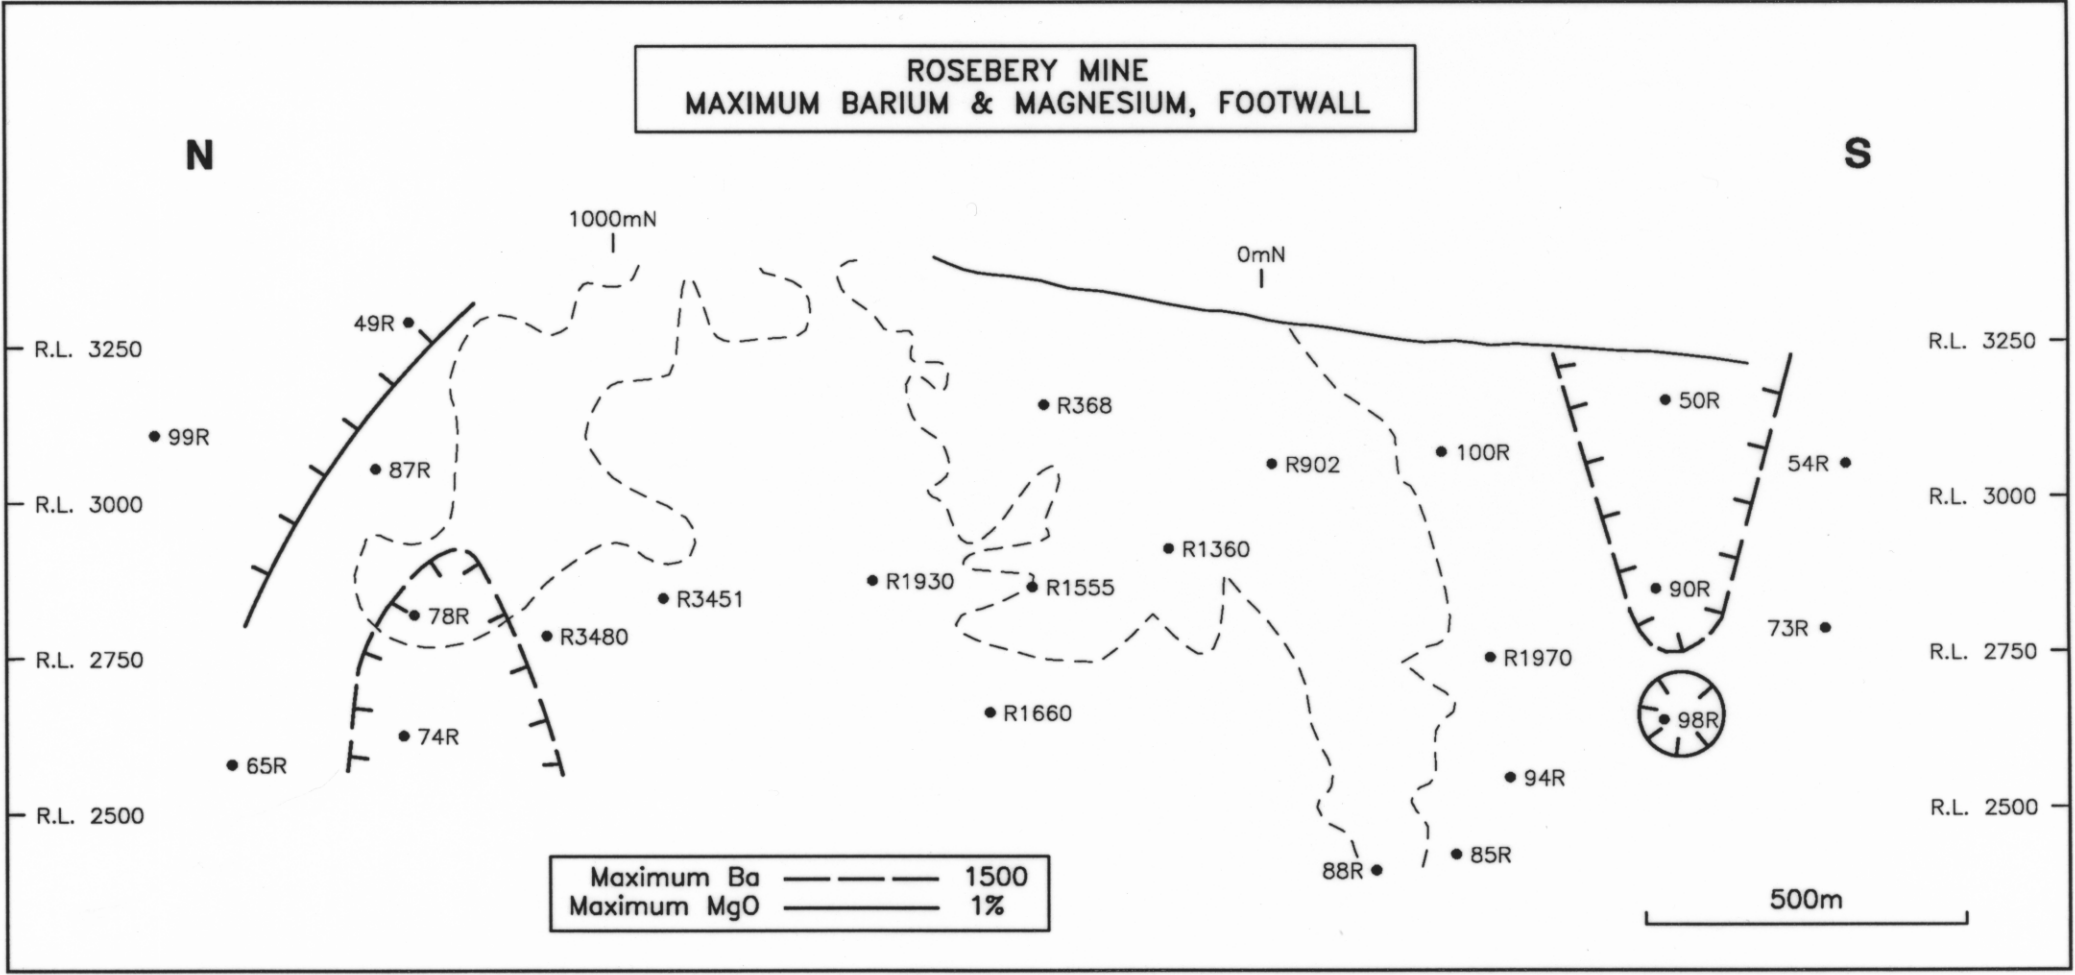 ROSEBERY MINE
MAXIMUM BARIUM & MAGNESIUM, FOOTWALL
N
S
1000mN
0mN
49R
R.L. 3250
R.L. 3250
50R
R368
99R
87R
R902
100R
54R
R.L. 3000
R.L. 3000
R1360
R1930
R1555
90R
R3451
78R
R3480
73R
R.L. 2750
R1970
R.L. 2750
R1660
98R
74R
65R
94R
R.L. 2500
R.L. 2500
88R
85R
Maximum Ba 1500
Maximum MgO 1%
500m